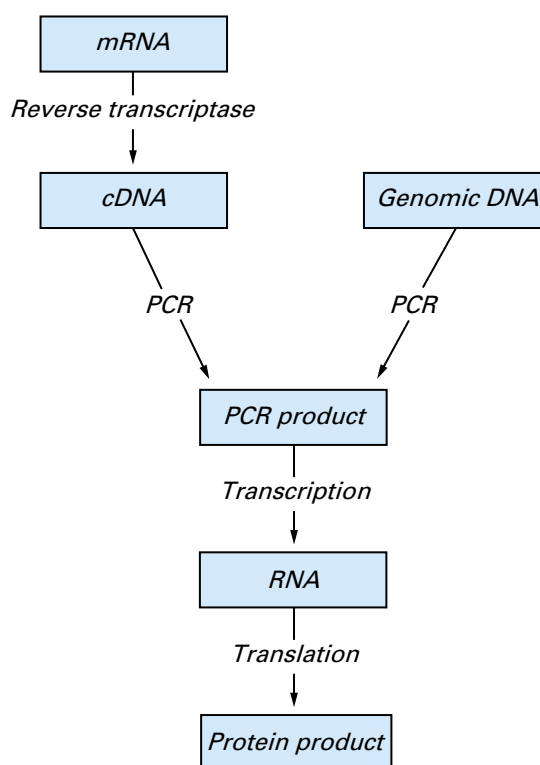 mRNA
Reverse transcriptase
cDNA
Genomic DNA
PCR
PCR
PCR product
Transcription
RNA
Translation
Protein product